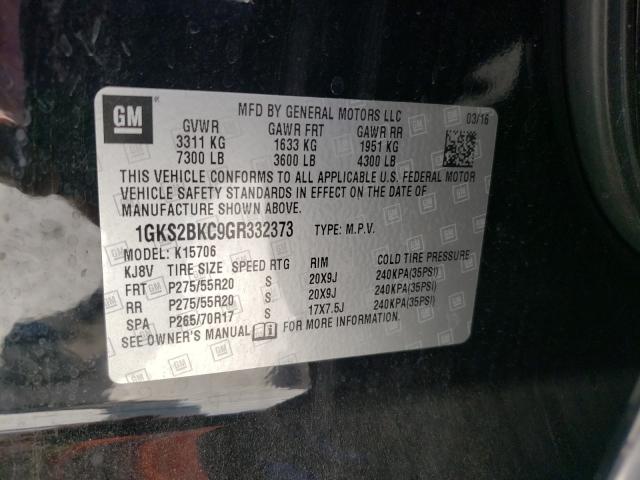 GM
MFD BY GENERAL MOTORS LLC 03/16
GVWR GAWR FRT GAWR RR
3311 KG 1633 KG 1951 KG
7300 LB 3600 LB 4300 LB
THIS VEHICLE CONFORMS TO ALL APPLICABLE U.S. FEDERAL MOTOR
VEHICLE SAFETY STANDARDS IN EFFECT ON THE DATE OF
MANUFACTURE SHOWN ABOVE.
1GKS2BKC9GR332373 TYPE: M.P.V.
MODEL: K15706
KJ8V TIRE SIZE SPEED RTG RIM COLD TIRE PRESSURE
FRT P275/55R20 S 20X9J 240KPA(35PSI)
RR P275/55R20 S 20X9J 240KPA(35PSI)
SPA P265/70R17 S 17X7.5J 240KPA(35PSI)
SEE OWNER'S MANUAL FOR MORE INFORMATION.